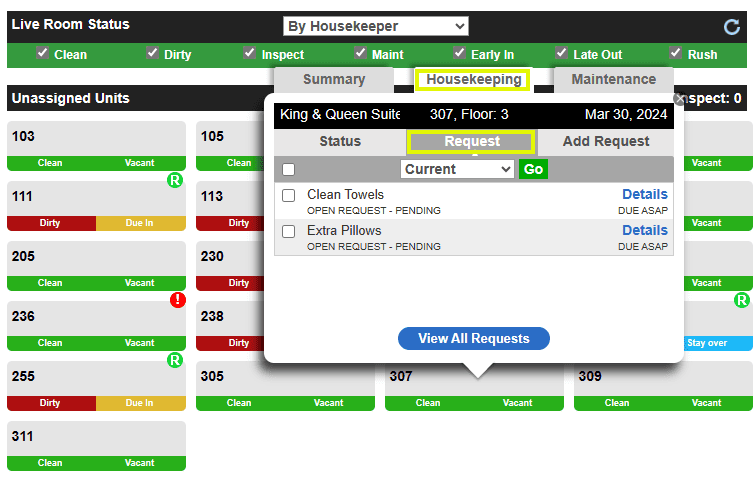 Live Room Status
By Housekeeper
Clean Dirty Inspect Maint Early In Late Out Rush
Summary Housekeeping Maintenance
Unassigned Units
nspect: 0
King & Queen Suite 307, Floor: 3 Mar 30, 2024
Status Request Add Request
Current Go
Clean Towels Details
OPEN REQUEST - PENDING DUE ASAP
Extra Pillows Details
OPEN REQUEST - PENDING DUE ASAP
View All Requests
103 105
Clean Vacant Clean Vacant
R
111 113
Dirty Due In Dirty Vacant
205 230
Clean Vacant Dirty Vacant
! R
236 238
Clean Vacant Dirty Stay over
R
255 305 307 309
Dirty Due In Clean Vacant Clean Vacant Clean Vacant
311
Clean Vacant